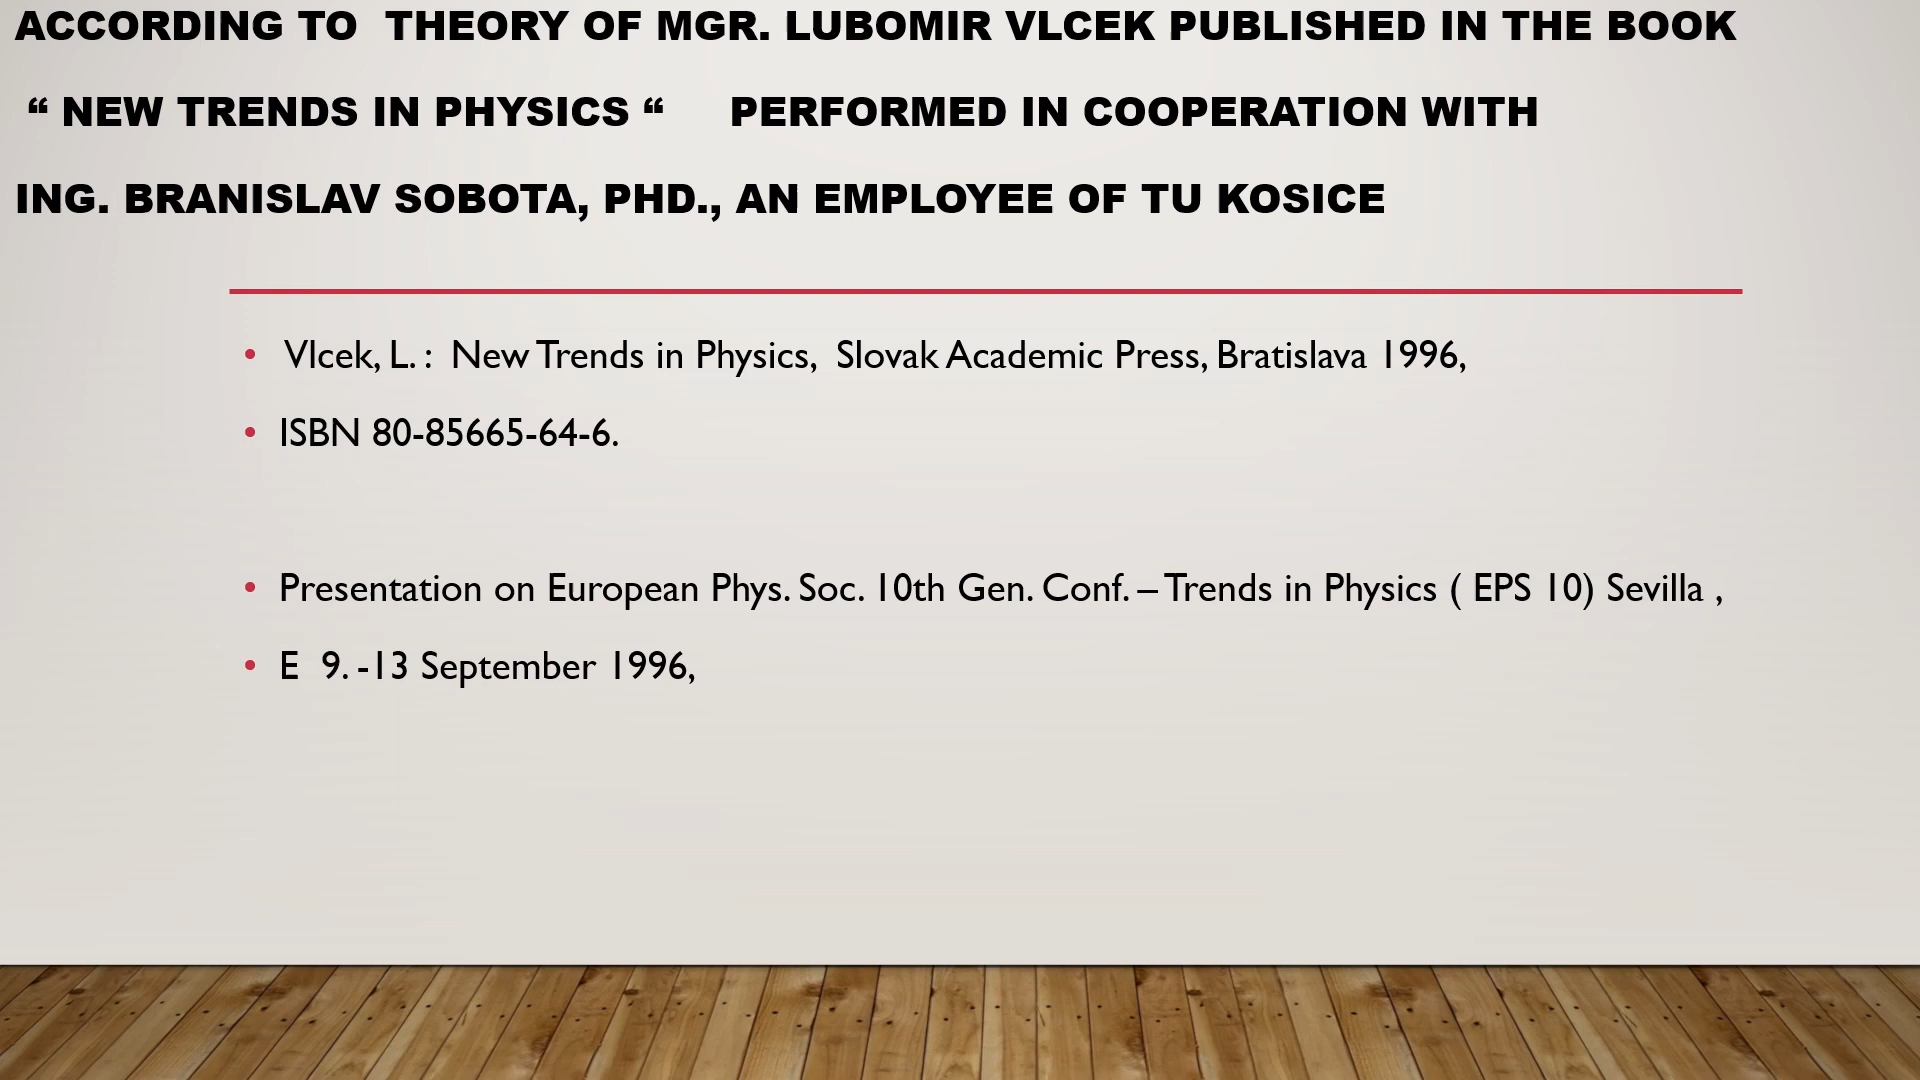 ACCORDING TO THEORY OF MGR. LUBOMIR VLCEK PUBLISHED IN THE BOOK
“ NEW TRENDS IN PHYSICS “ PERFORMED IN COOPERATION WITH
ING. BRANISLAV SOBOTA, PHD., AN EMPLOYEE OF TU KOSICE
• Vlcek, L. : New Trends in Physics, Slovak Academic Press, Bratislava 1996,
• ISBN 80-85665-64-6.
• Presentation on European Phys. Soc. 10th Gen. Conf. – Trends in Physics ( EPS 10) Sevilla ,
• E 9. -13 September 1996,